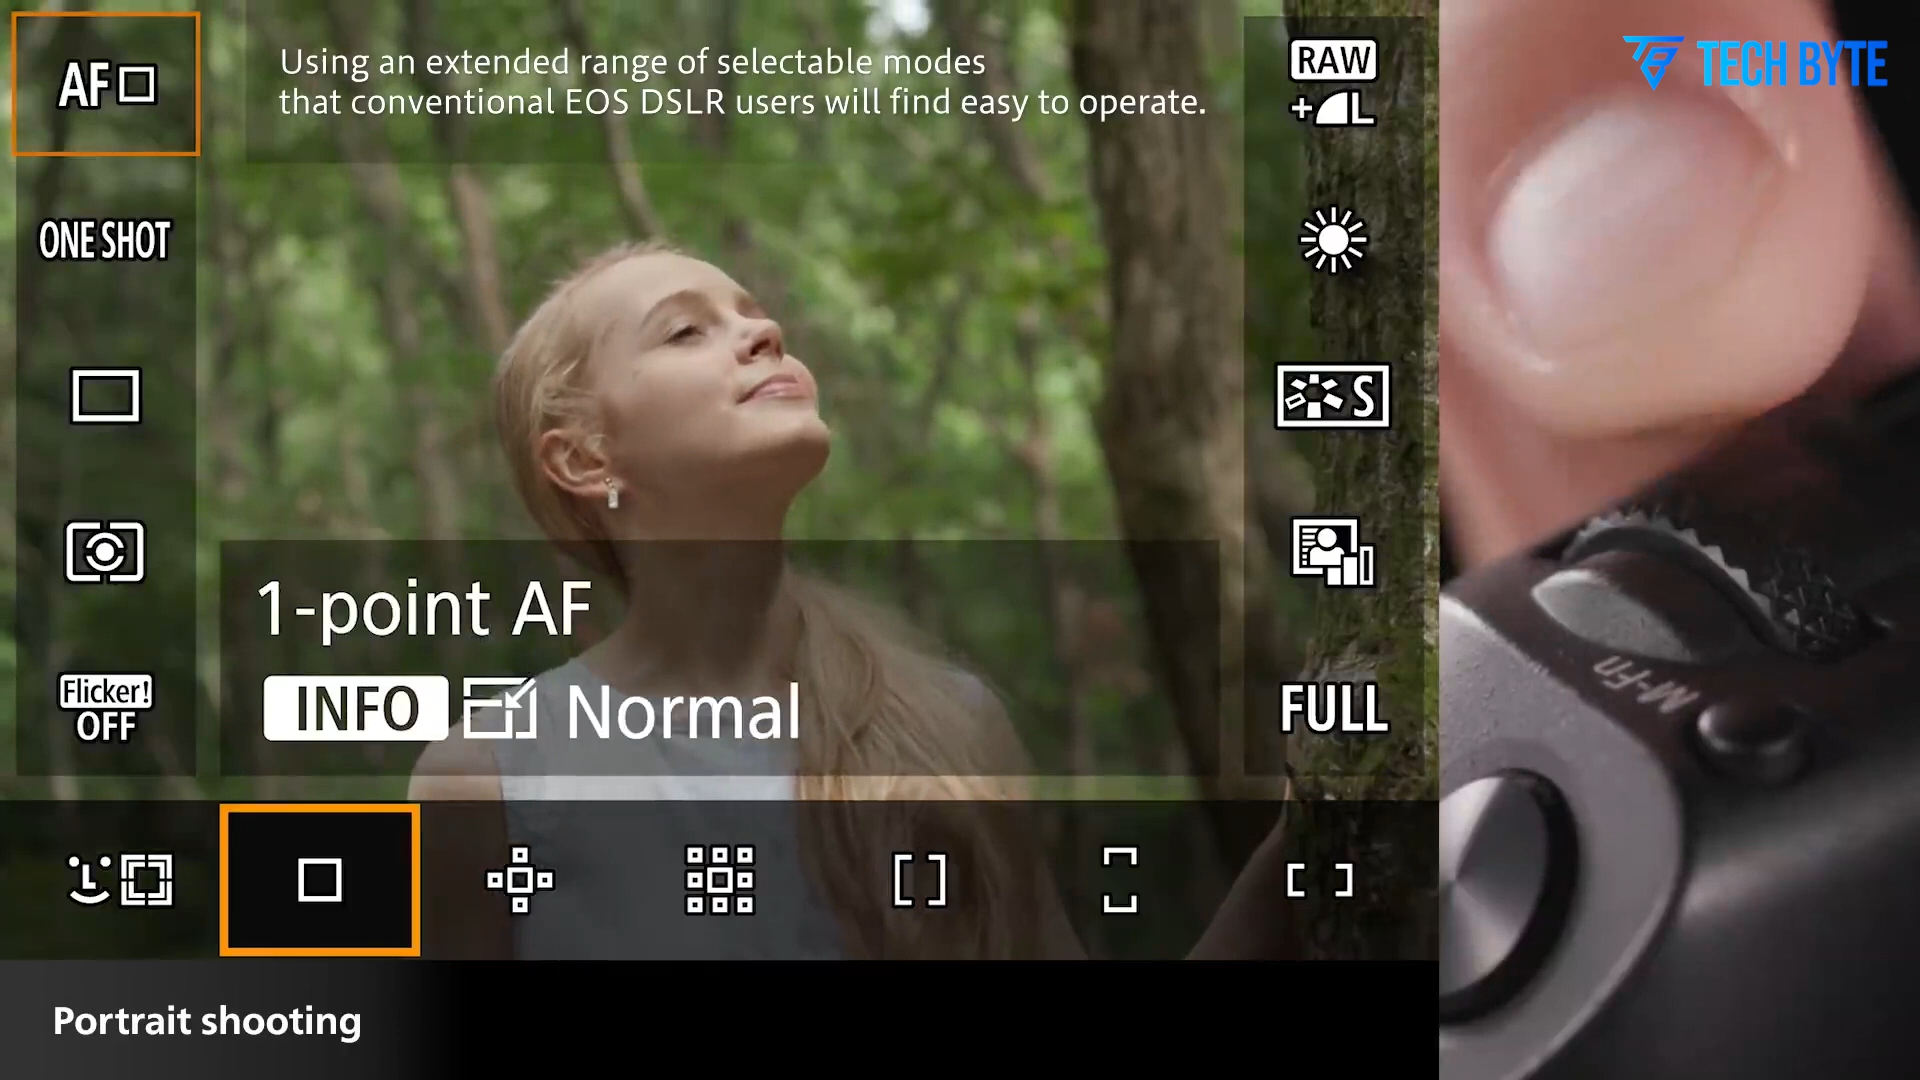 AF
Using an extended range of selectable modes
that conventional EOS DSLR users will find easy to operate.
RAW
+L
TECH BYTE
ONE SHOT
S
Flicker!
OFF
1-point AF
INFO Normal
FULL
M-Fn
Portrait shooting